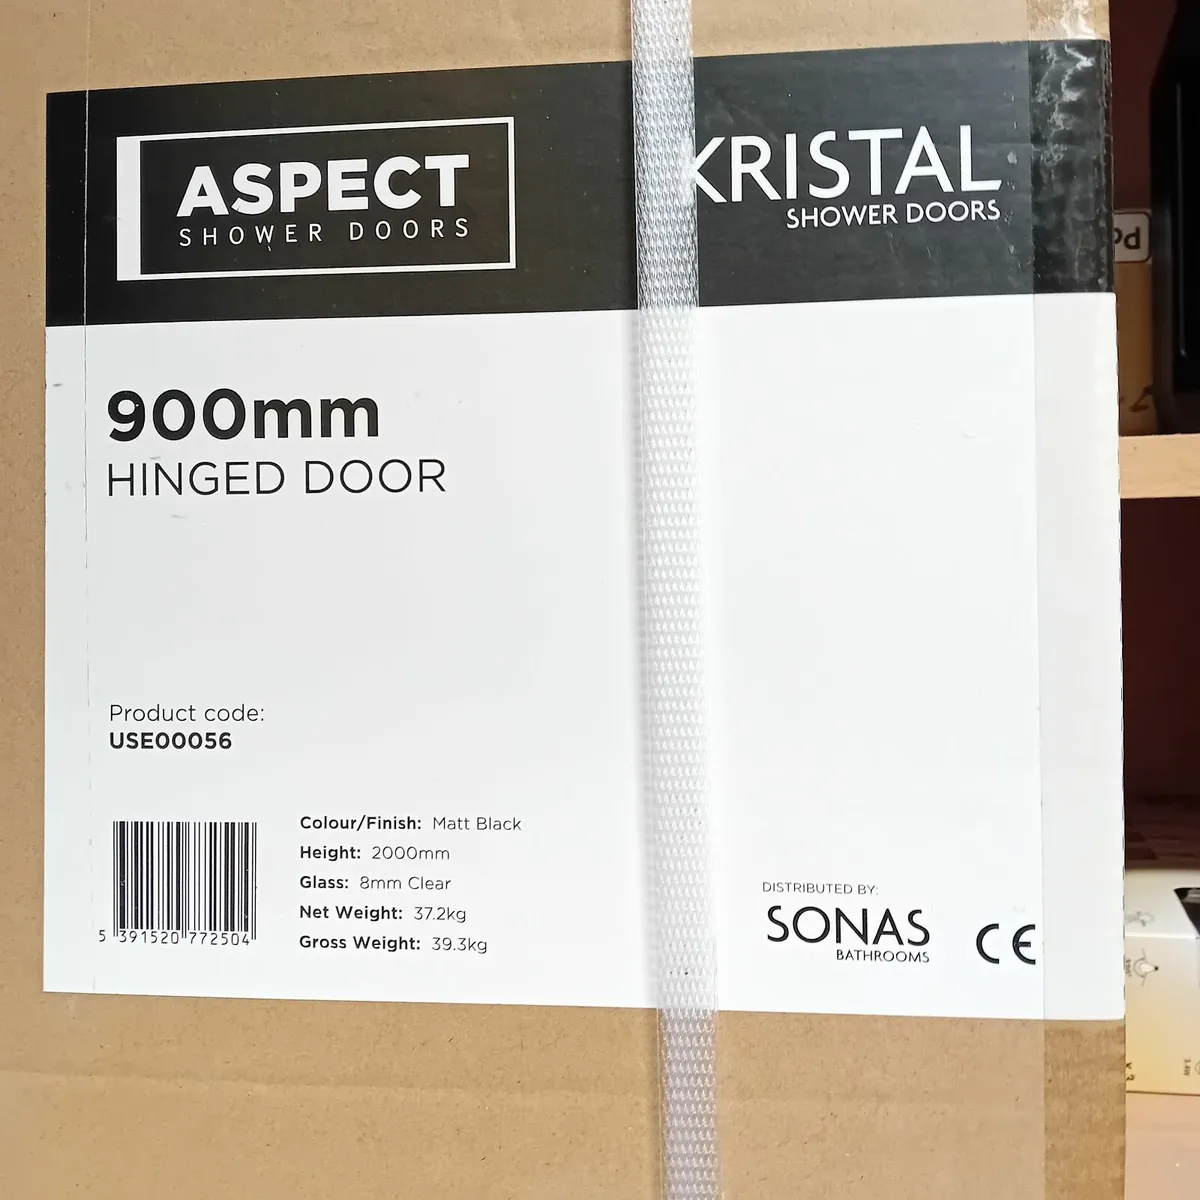 ASPECT
SHOWER DOORS
KRISTAL
SHOWER DOORS
900mm
HINGED DOOR
Product code:
USE00056
Colour/Finish: Matt Black
Height: 2000mm
Glass: 8mm Clear
Net Weight: 37.2kg
Gross Weight: 39.3kg
5 391520 772504
DISTRIBUTED BY:
SONAS
BATHROOMS
CE